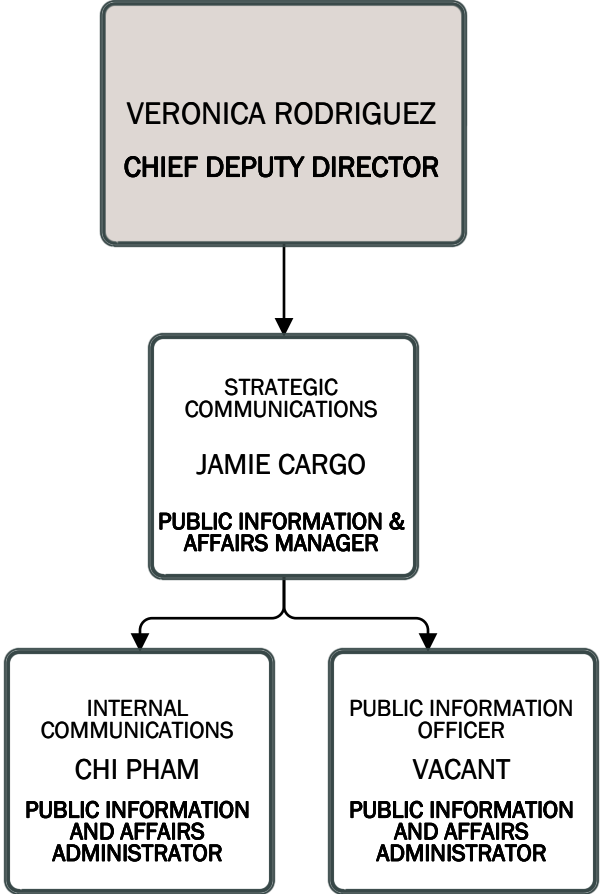 VERONICA RODRIGUEZ
CHIEF DEPUTY DIRECTOR
STRATEGIC
COMMUNICATIONS
JAMIE CARGO
PUBLIC INFORMATION &
AFFAIRS MANAGER
INTERNAL
COMMUNICATIONS
CHI PHAM
PUBLIC INFORMATION
AND AFFAIRS
ADMINISTRATOR
PUBLIC INFORMATION
OFFICER
VACANT
PUBLIC INFORMATION
AND AFFAIRS
ADMINISTRATOR